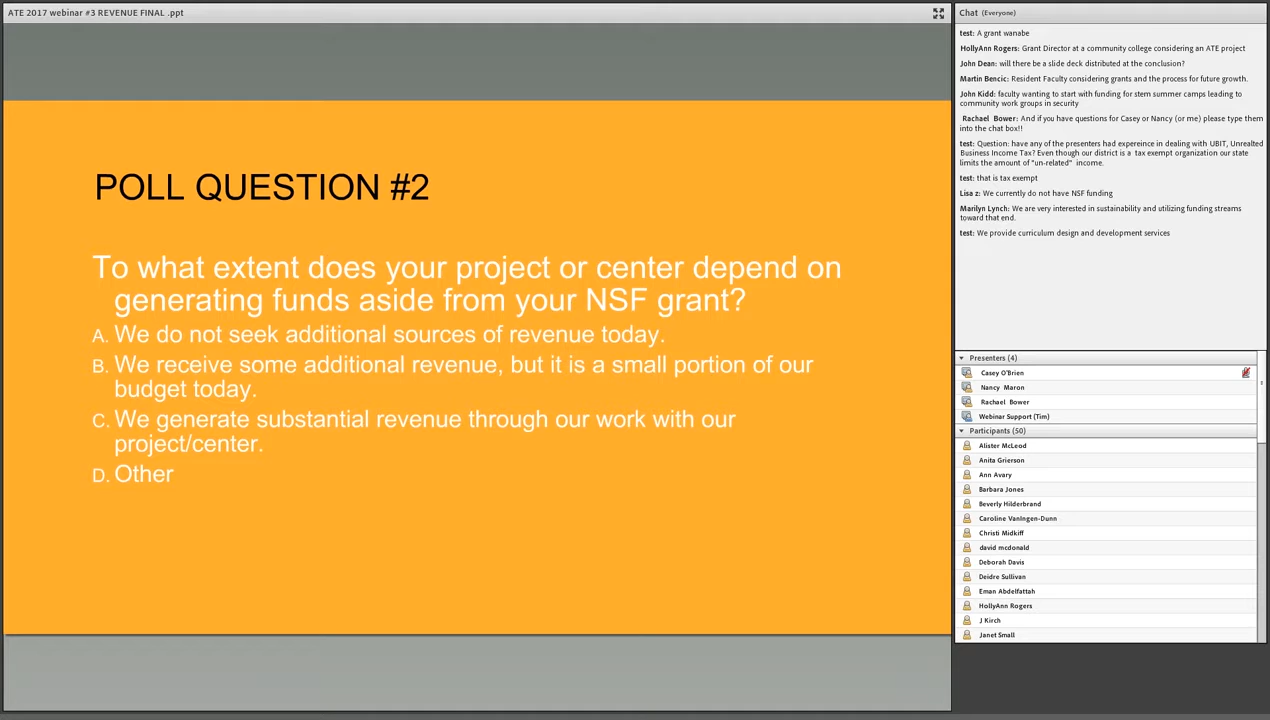 ATE 2017 webinar #3 REVENUE FINAL .ppt
POLL QUESTION #2
To what extent does your project or center depend on
generating funds aside from your NSF grant?
A. We do not seek additional sources of revenue today.
B. We receive some additional revenue, but it is a small portion of our
budget today.
C. We generate substantial revenue through our work with our
project/center.
D. Other
Chat (Everyone)
test: A grant wanabe
HollyAnn Rogers: Grant Director at a community college considering an ATE project
John Dean: will there be a slide deck distributed at the conclusion?
Martin Bencic: Resident Faculty considering grants and the process for future growth.
John Kidd: faculty wanting to start with funding for stem summer camps leading to
community work groups in security
Rachael Bower: And if you have questions for Casey or Nancy (or me) please type them
into the chat box!!
test: Question: have any of the presenters had expereince in dealing with UBIT, Unrealted
Business Income Tax? Even though our district is a tax exempt organization our state
limits the amount of "un-related" income.
test: that is tax exempt
Lisa z: We currently do not have NSF funding
Marilyn Lynch: We are very interested in sustainability and utilizing funding streams
toward that end.
test: We provide curriculum design and development services
Presenters (4)
Casey O'Brien
Nancy Maron
Rachael Bower
Webinar Support (Tim)
Participants (50)
Alister McLeod
Anita Grierson
Ann Avary
Barbara Jones
Beverly Hilderbrand
Caroline VanIngen-Dunn
Christi Midkiff
david mcdonald
Deborah Davis
Deidre Sullivan
Eman Abdelfattah
HollyAnn Rogers
J Kirch
Janet Small